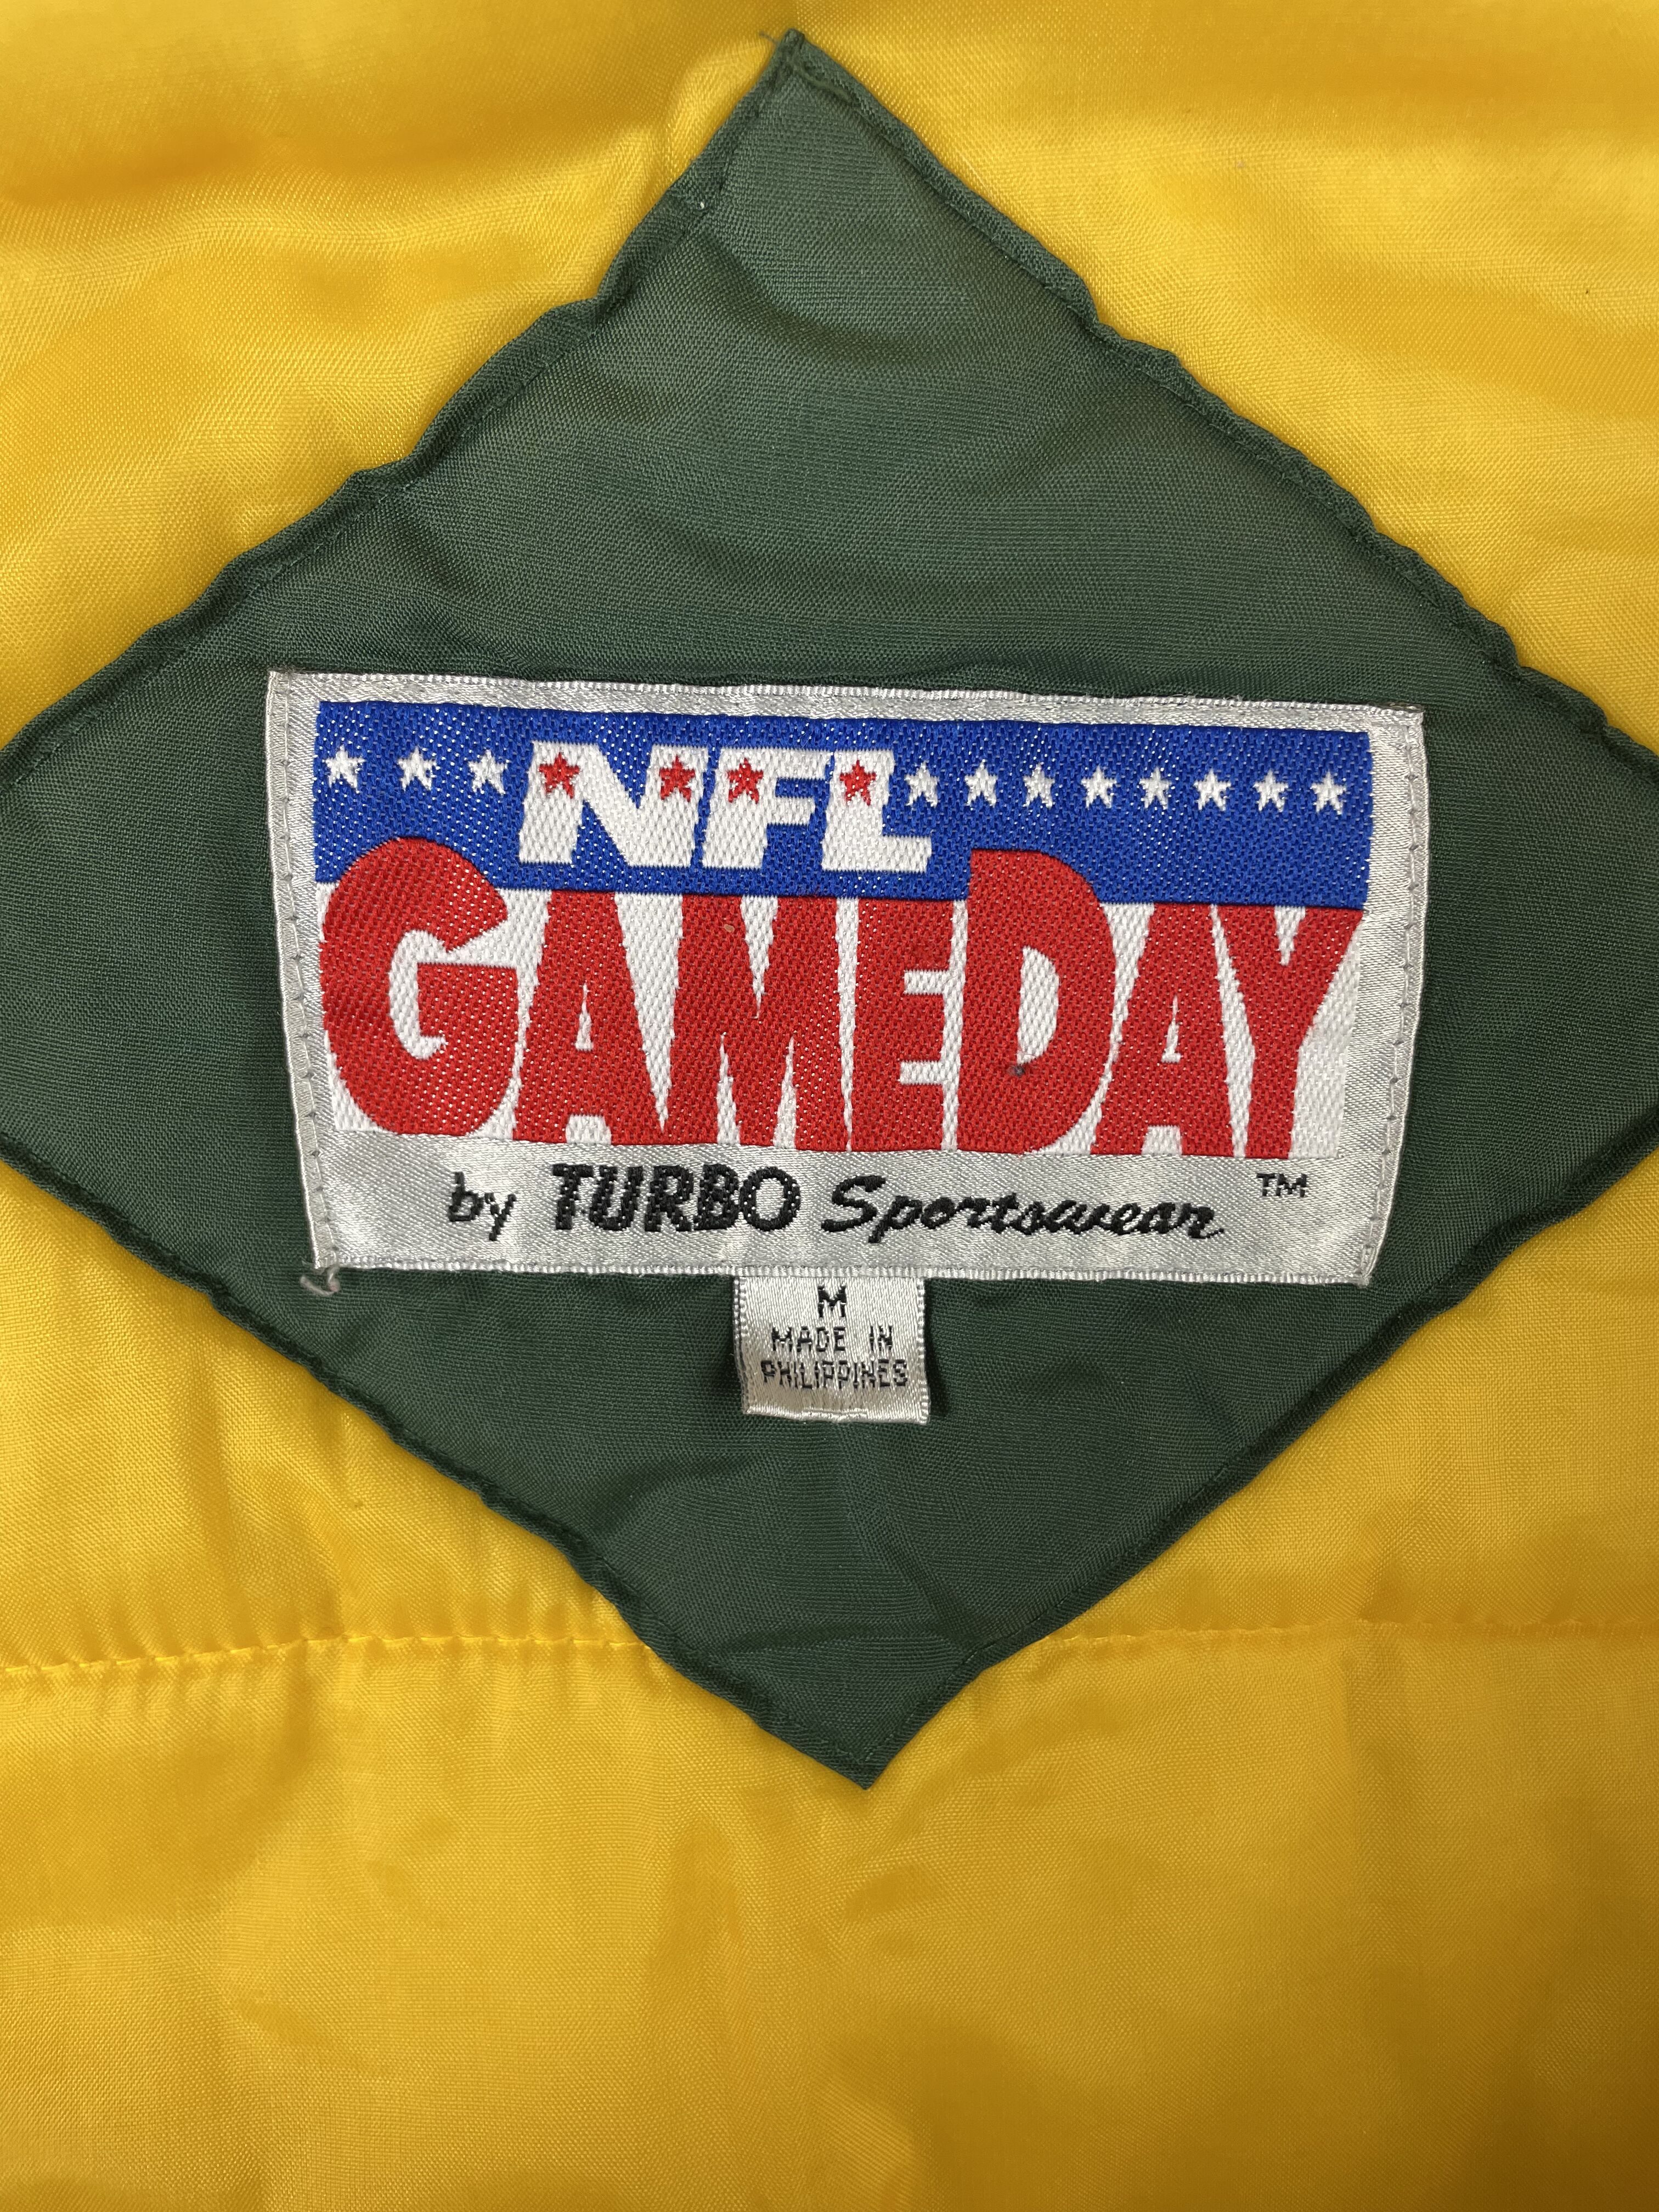 NFL
GAMEDAY
by TURBO Sportswear ™
M
MADE IN
PHILIPPINES